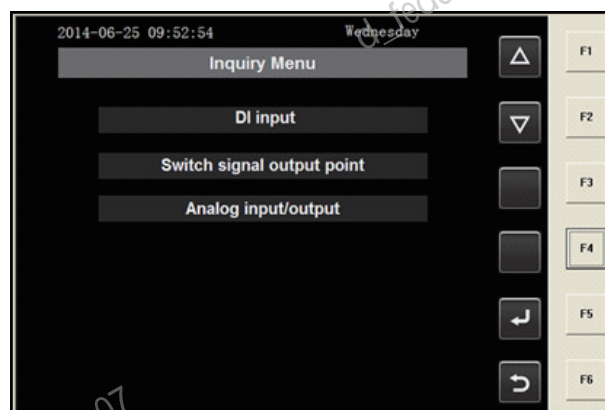 2014-06-25 09:52:54 Wednesday
Inquiry Menu
F1
DI input
F2
Switch signal output point
F3
Analog input/output
F4
F5
F6